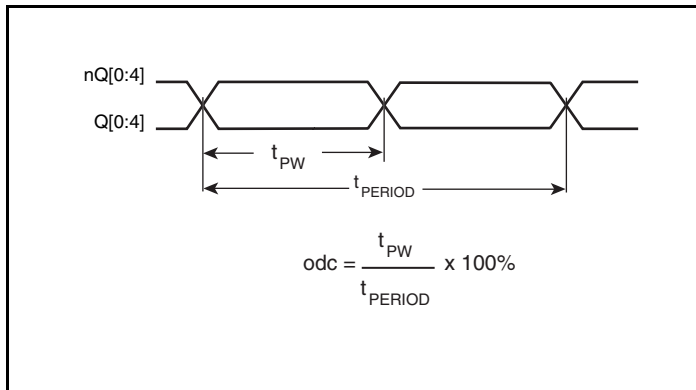 nQ[0:4]
Q[0:4]
tPW
tPERIOD
odc = tPW / tPERIOD x 100%